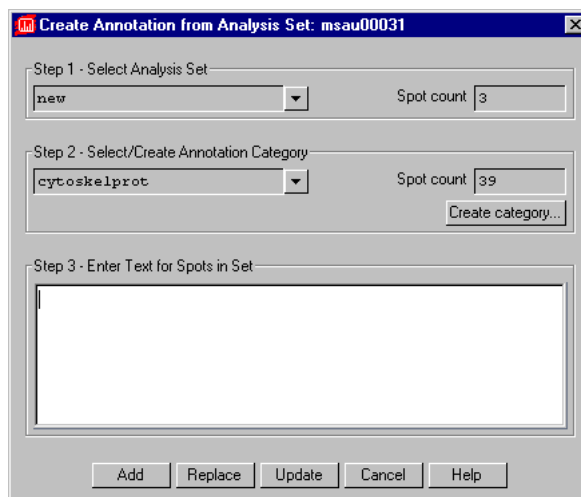 Create Annotation from Analysis Set: msau00031
Step 1 - Select Analysis Set
new Spot count 3
Step 2 - Select/Create Annotation Category
cytoskelprot Spot count 39
Create category...
Step 3 - Enter Text for Spots in Set
Add Replace Update Cancel Help